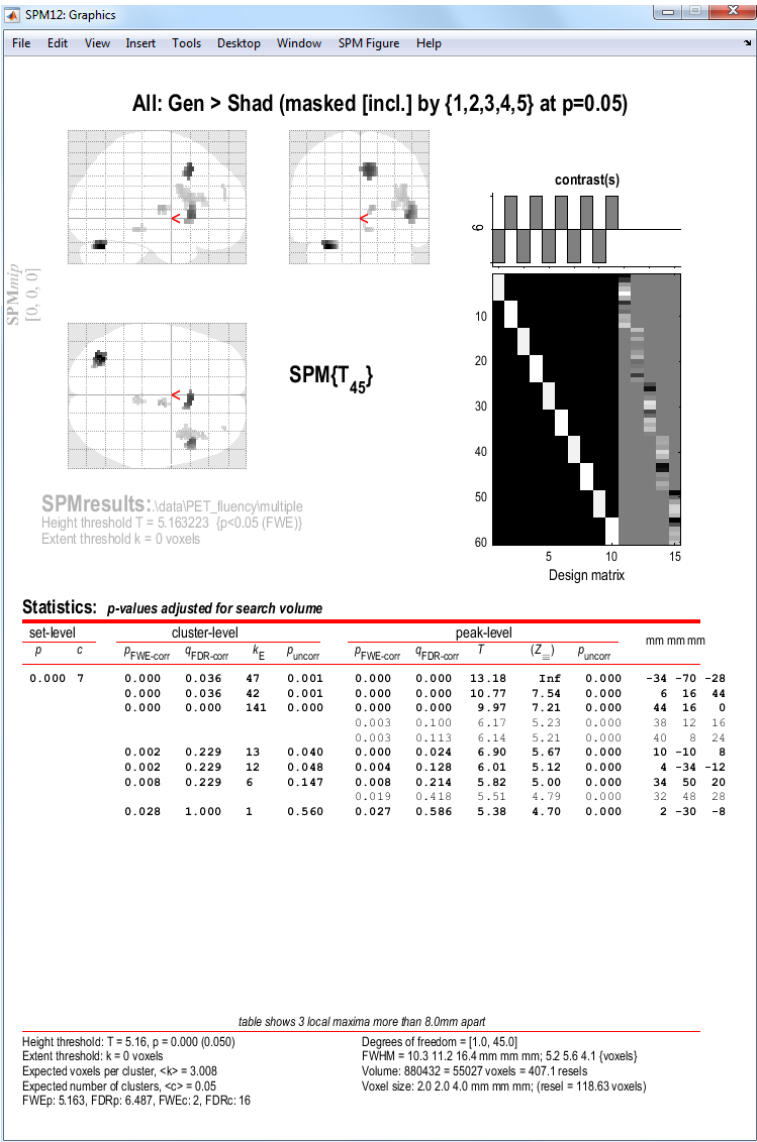 SPM12: Graphics
File Edit View Insert Tools Desktop Window SPM Figure Help
All: Gen > Shad (masked [incl.] by {1,2,3,4,5} at p=0.05)
SPMmip
[0, 0, 0]
<
<
<
SPM{T45}
contrast(s)
6
10
20
30
40
50
60
5 10 15
Design matrix
SPMresults: .\data\PET_fluency\multiple
Height threshold T = 5.163223 {p<0.05 (FWE)}
Extent threshold k = 0 voxels
Statistics: p-values adjusted for search volume
set-level cluster-level peak-level mm mm mm
p c pFWE-corr qFDR-corr kE puncorr pFWE-corr qFDR-corr T (Z≡) puncorr
0.000 7 0.000 0.036 47 0.001 0.000 0.000 13.18 Inf 0.000 -34 -70 -28
0.000 0.036 42 0.001 0.000 0.000 10.77 7.54 0.000 6 16 44
0.000 0.000 141 0.000 0.000 0.000 9.97 7.21 0.000 44 16 0
0.003 0.100 6.17 5.23 0.000 38 12 16
0.003 0.113 6.14 5.21 0.000 40 8 24
0.002 0.229 13 0.040 0.000 0.024 6.90 5.67 0.000 10 -10 8
0.002 0.229 12 0.048 0.004 0.128 6.01 5.12 0.000 4 -34 -12
0.008 0.229 6 0.147 0.008 0.214 5.82 5.00 0.000 34 50 20
0.019 0.418 5.51 4.79 0.000 32 48 28
0.028 1.000 1 0.560 0.027 0.586 5.38 4.70 0.000 2 -30 -8
table shows 3 local maxima more than 8.0mm apart
Height threshold: T = 5.16, p = 0.000 (0.050)
Extent threshold: k = 0 voxels
Expected voxels per cluster, <k> = 3.008
Expected number of clusters, <c> = 0.05
FWEp: 5.163, FDRp: 6.487, FWEc: 2, FDRc: 16
Degrees of freedom = [1.0, 45.0]
FWHM = 10.3 11.2 16.4 mm mm mm; 5.2 5.6 4.1 {voxels}
Volume: 880432 = 55027 voxels = 407.1 resels
Voxel size: 2.0 2.0 4.0 mm mm mm; (resel = 118.63 voxels)